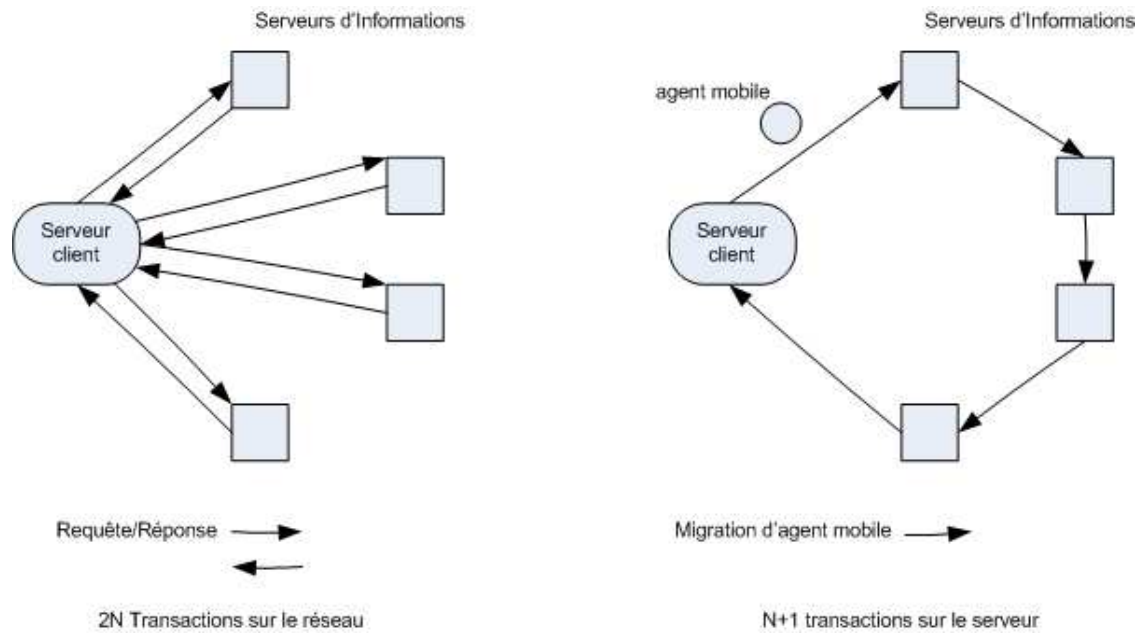 Serveurs d'Informations
Serveur
client
Requête/Réponse
2N Transactions sur le réseau
Serveurs d'Informations
agent mobile
Serveur
client
Migration d'agent mobile
N+1 transactions sur le serveur